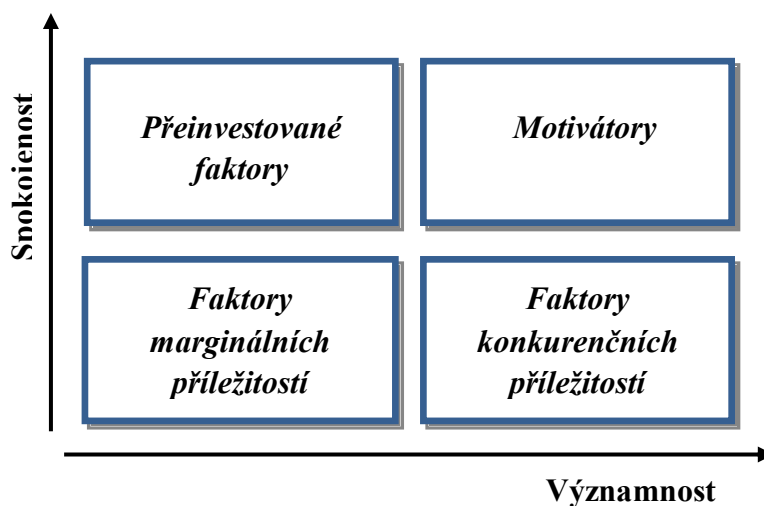 Spokojenost
Přeinvestované
faktory
Motivátory
Faktory
marginálních
příležitostí
Faktory
konkurenčních
příležitostí
Významnost